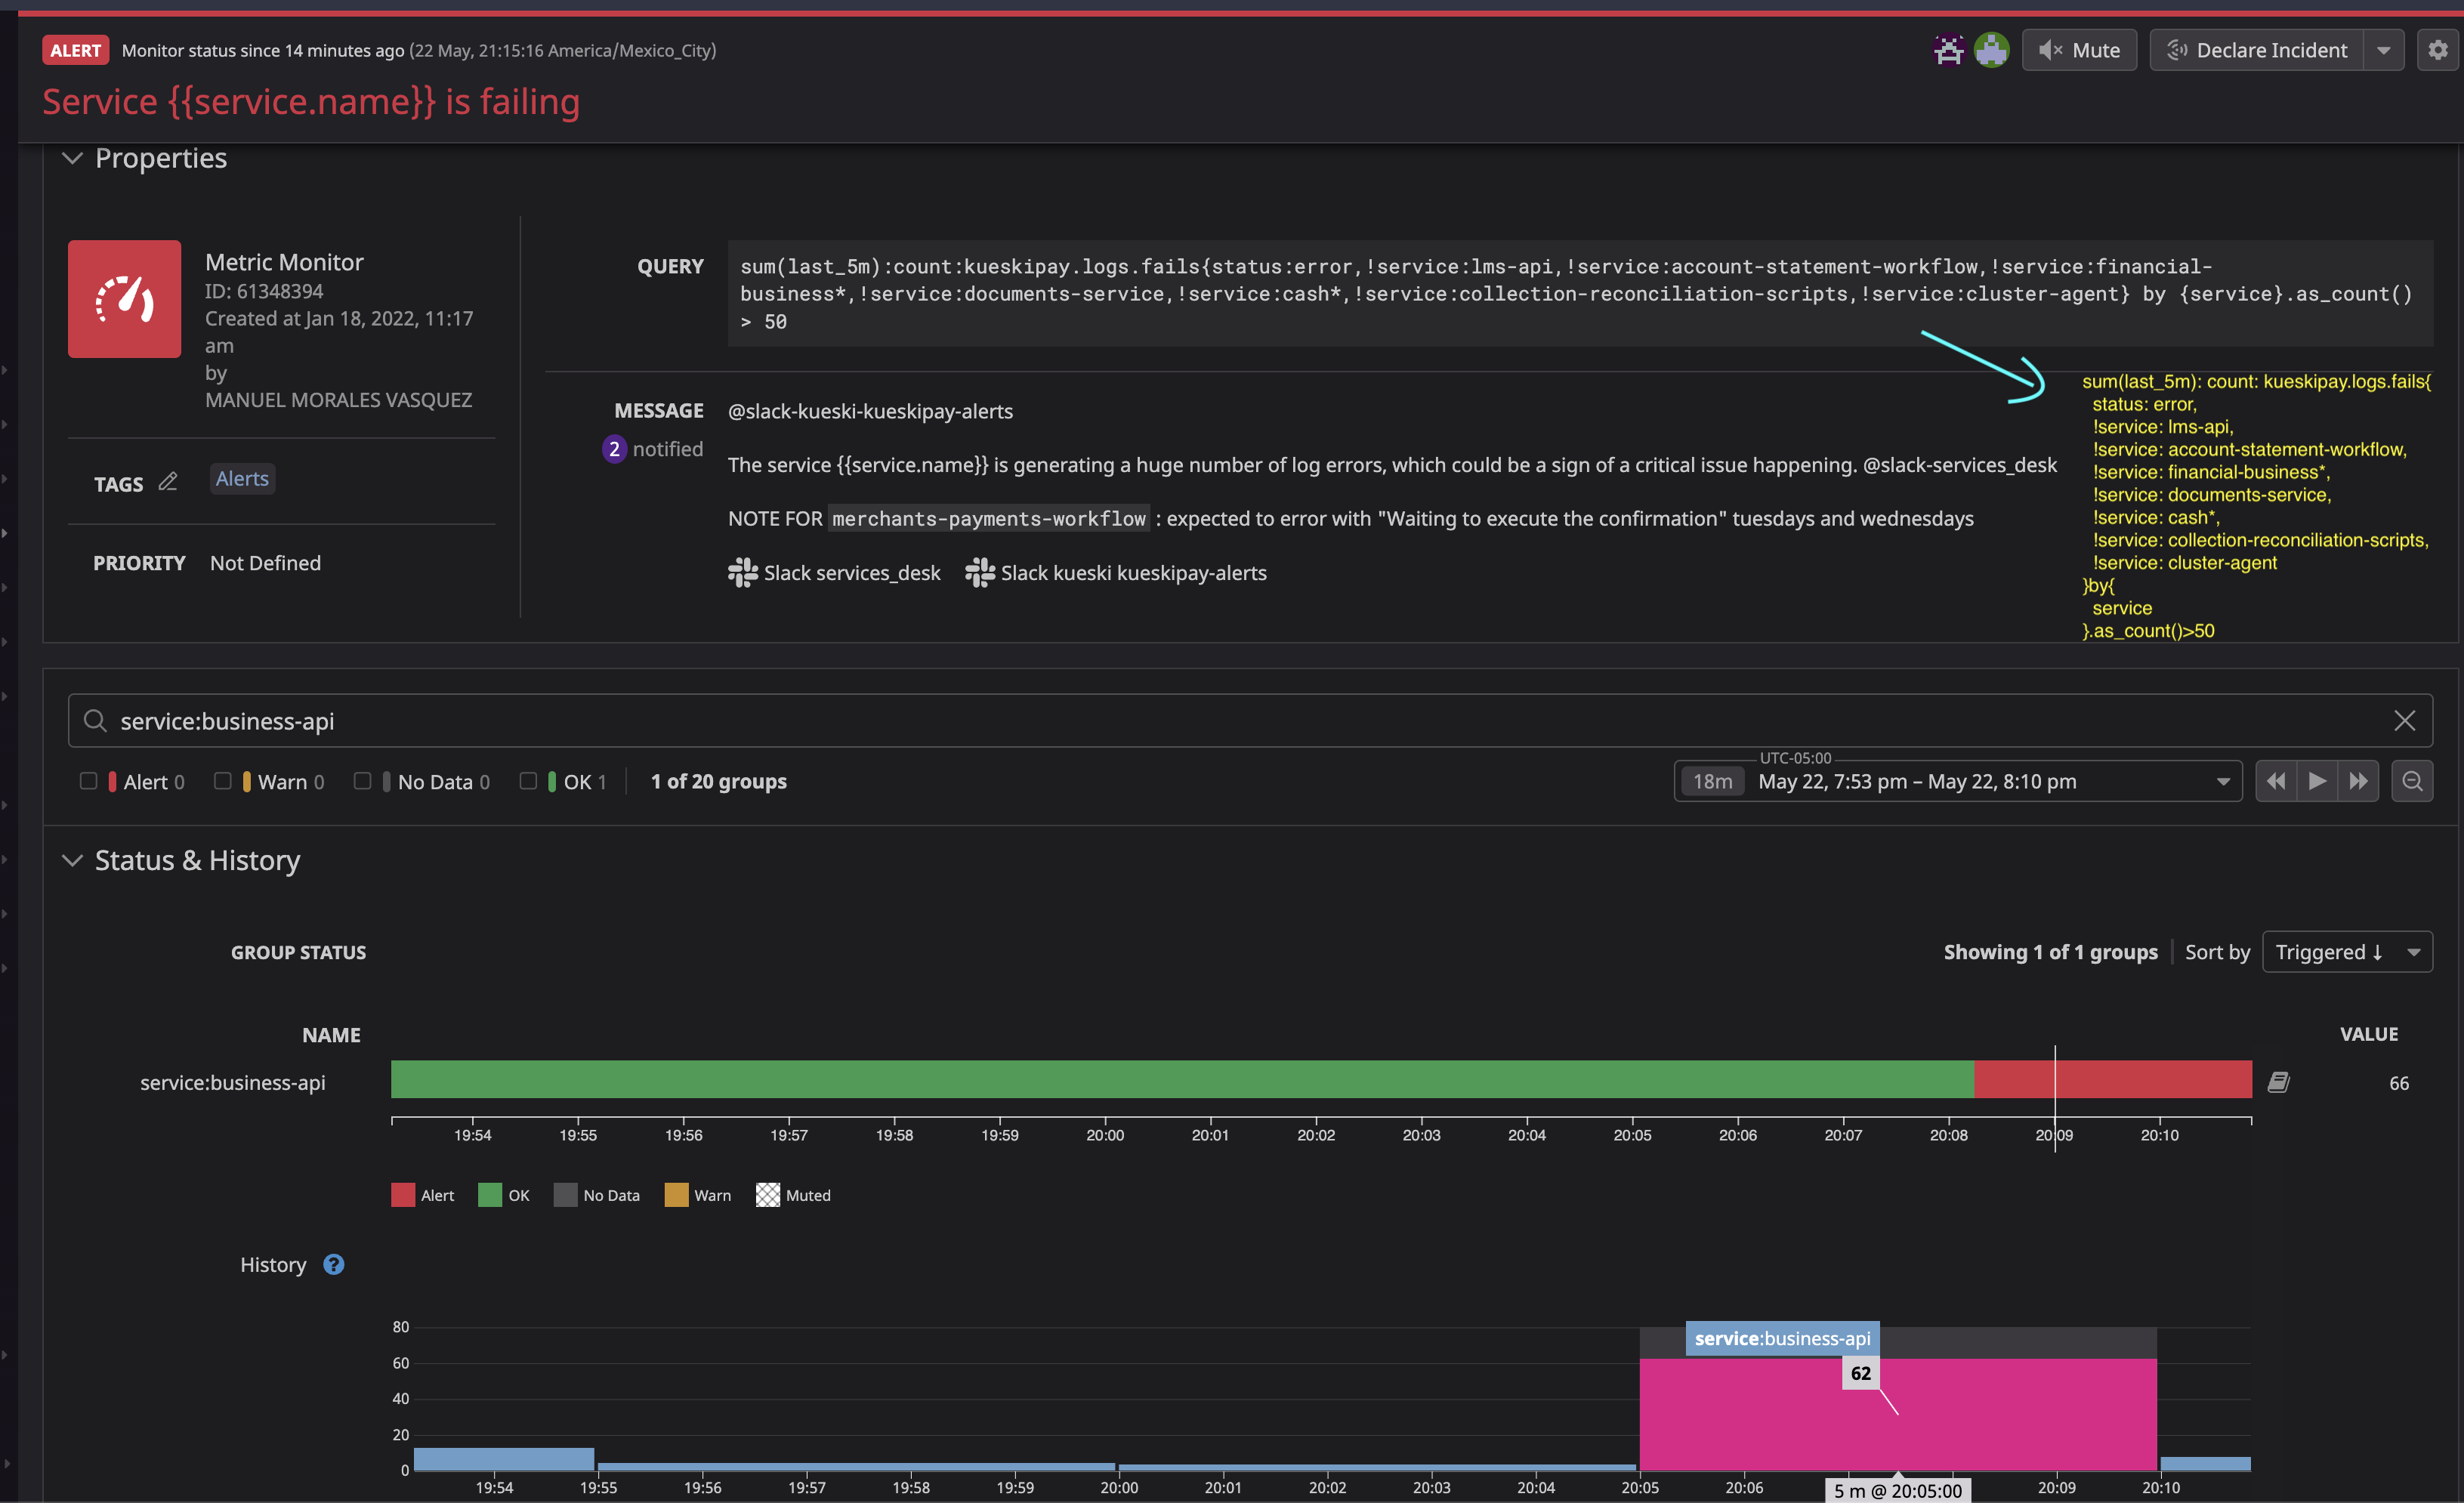 ALERT Monitor status since 14 minutes ago (22 May, 21:15:16 America/Mexico_City)
Mute
Declare Incident
Service {{service.name}} is failing
Properties
Metric Monitor
ID: 61348394
Created at Jan 18, 2022, 11:17
am
by
MANUEL MORALES VASQUEZ
TAGS
Alerts
PRIORITY Not Defined
QUERY
sum(last_5m):count:kueskipay.logs.fails{status:error,!service:lms-api,!service:account-statement-workflow,!service:financial-
business*,!service:documents-service,!service:cash*,!service:collection-reconciliation-scripts,!service:cluster-agent} by {service}.as_count()
> 50
MESSAGE
2 notified
@slack-kueski-kueskipay-alerts
The service {{service.name}} is generating a huge number of log errors, which could be a sign of a critical issue happening. @slack-services_desk
NOTE FOR merchants-payments-workflow : expected to error with "Waiting to execute the confirmation" tuesdays and wednesdays
Slack services_desk Slack kueski kueskipay-alerts
sum(last_5m): count: kueskipay.logs.fails{
status: error,
!service: lms-api,
!service: account-statement-workflow,
!service: financial-business*,
!service: documents-service,
!service: cash*,
!service: collection-reconciliation-scripts,
!service: cluster-agent
}by{
service
}.as_count()>50
service:business-api
Alert 0 Warn 0 No Data 0 OK 1 1 of 20 groups
UTC-05:00
18m May 22, 7:53 pm – May 22, 8:10 pm
Status & History
GROUP STATUS
Showing 1 of 1 groups Sort by Triggered ↓
NAME
VALUE
service:business-api
66
19:54 19:55 19:56 19:57 19:58 19:59 20:00 20:01 20:02 20:03 20:04 20:05 20:06 20:07 20:08 20:09 20:10
Alert OK No Data Warn Muted
History ?
80
60
40
20
0
service:business-api
62
19:54 19:55 19:56 19:57 19:58 19:59 20:00 20:01 20:02 20:03 20:04 20:05 20:06 5 m @ 20:05:00 20:09 20:10